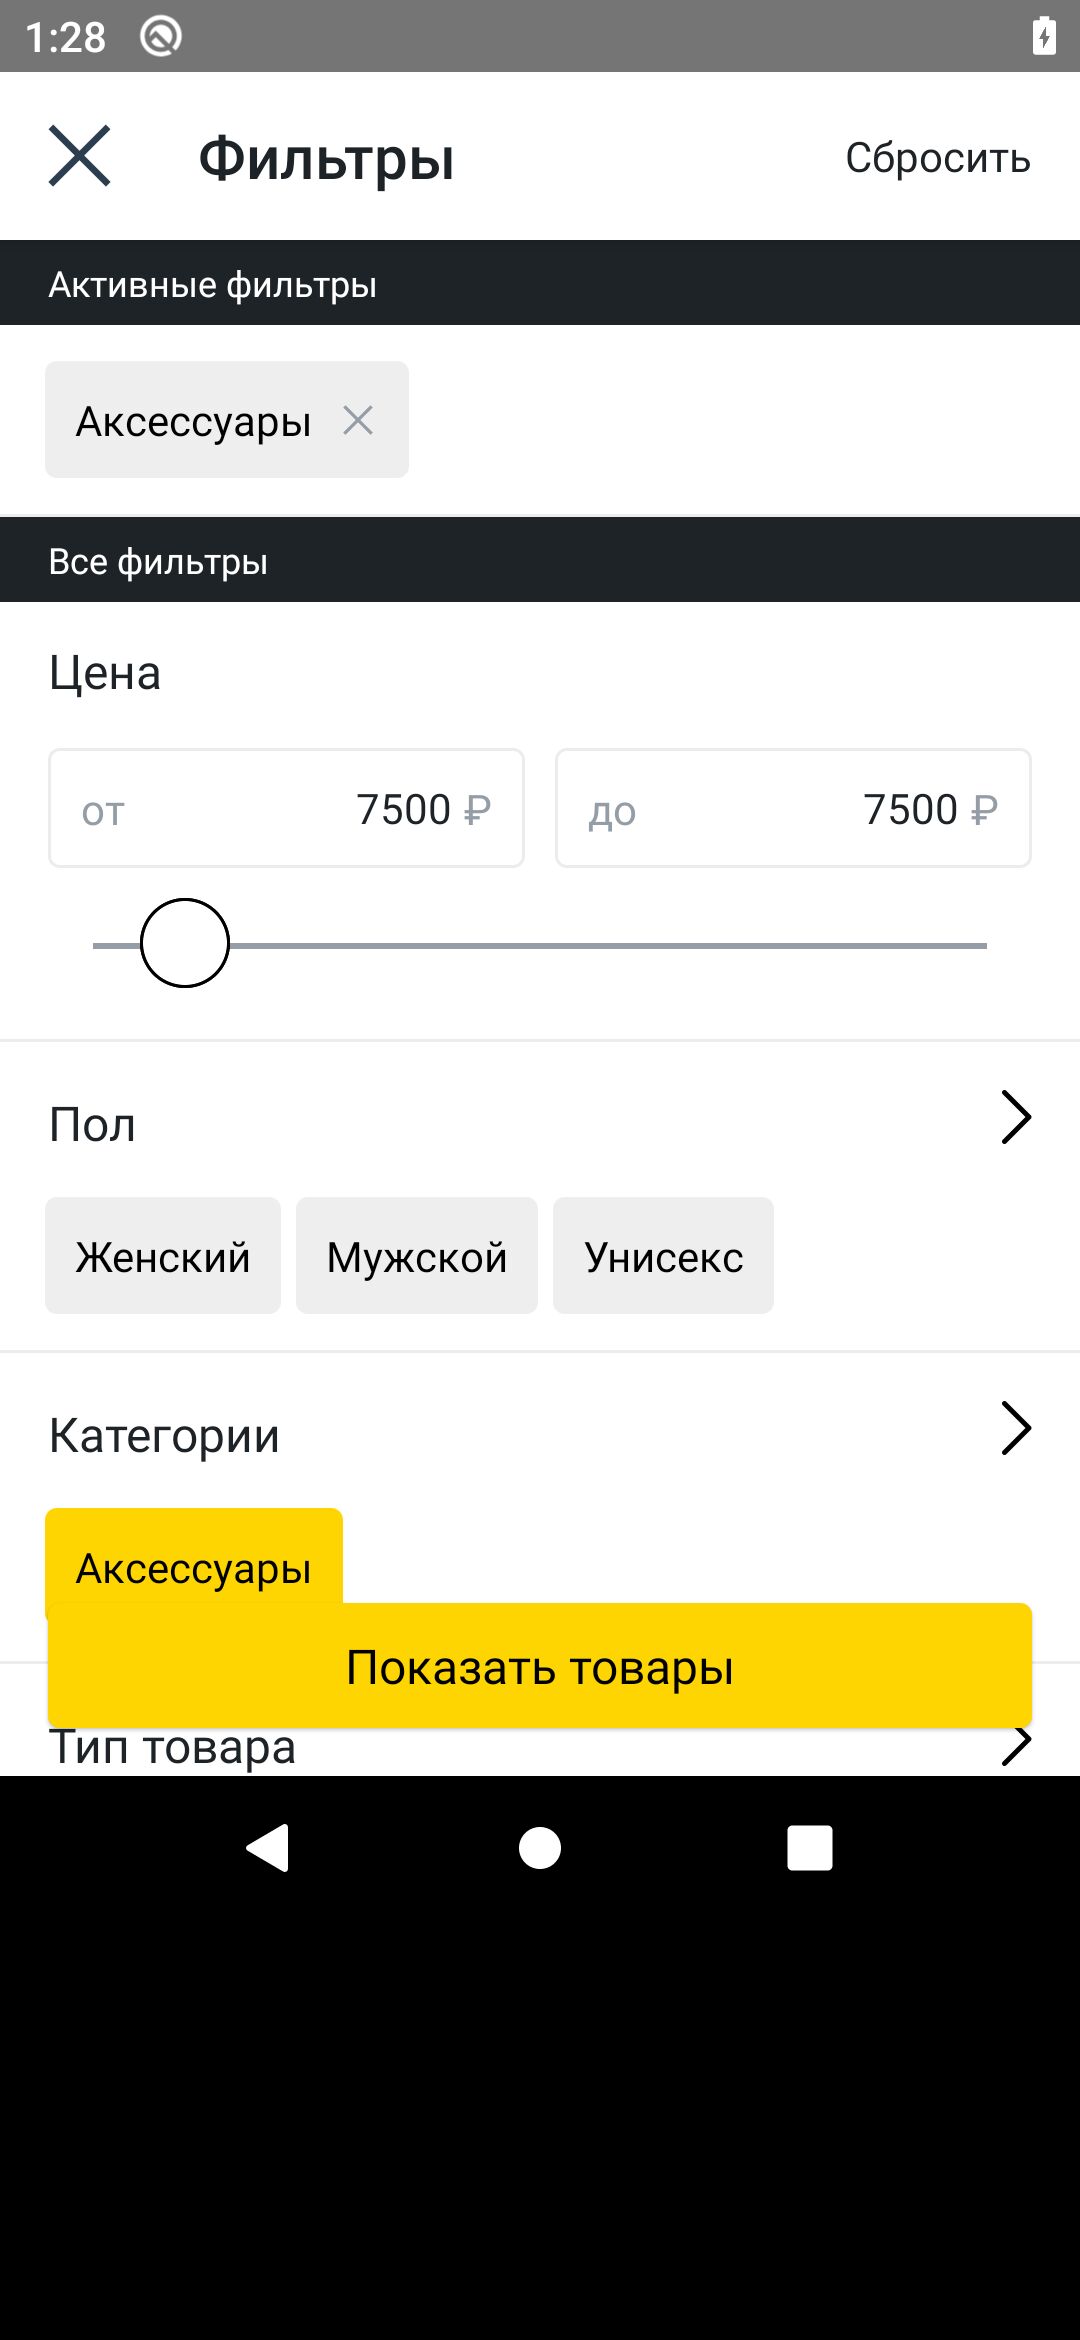 1:28
Фильтры
Сбросить
Активные фильтры
Аксессуары
Все фильтры
Цена
от 7500 ₽
до 7500 ₽
Пол
Женский
Мужской
Унисекс
Категории
Аксессуары
Показать товары
Тип товара